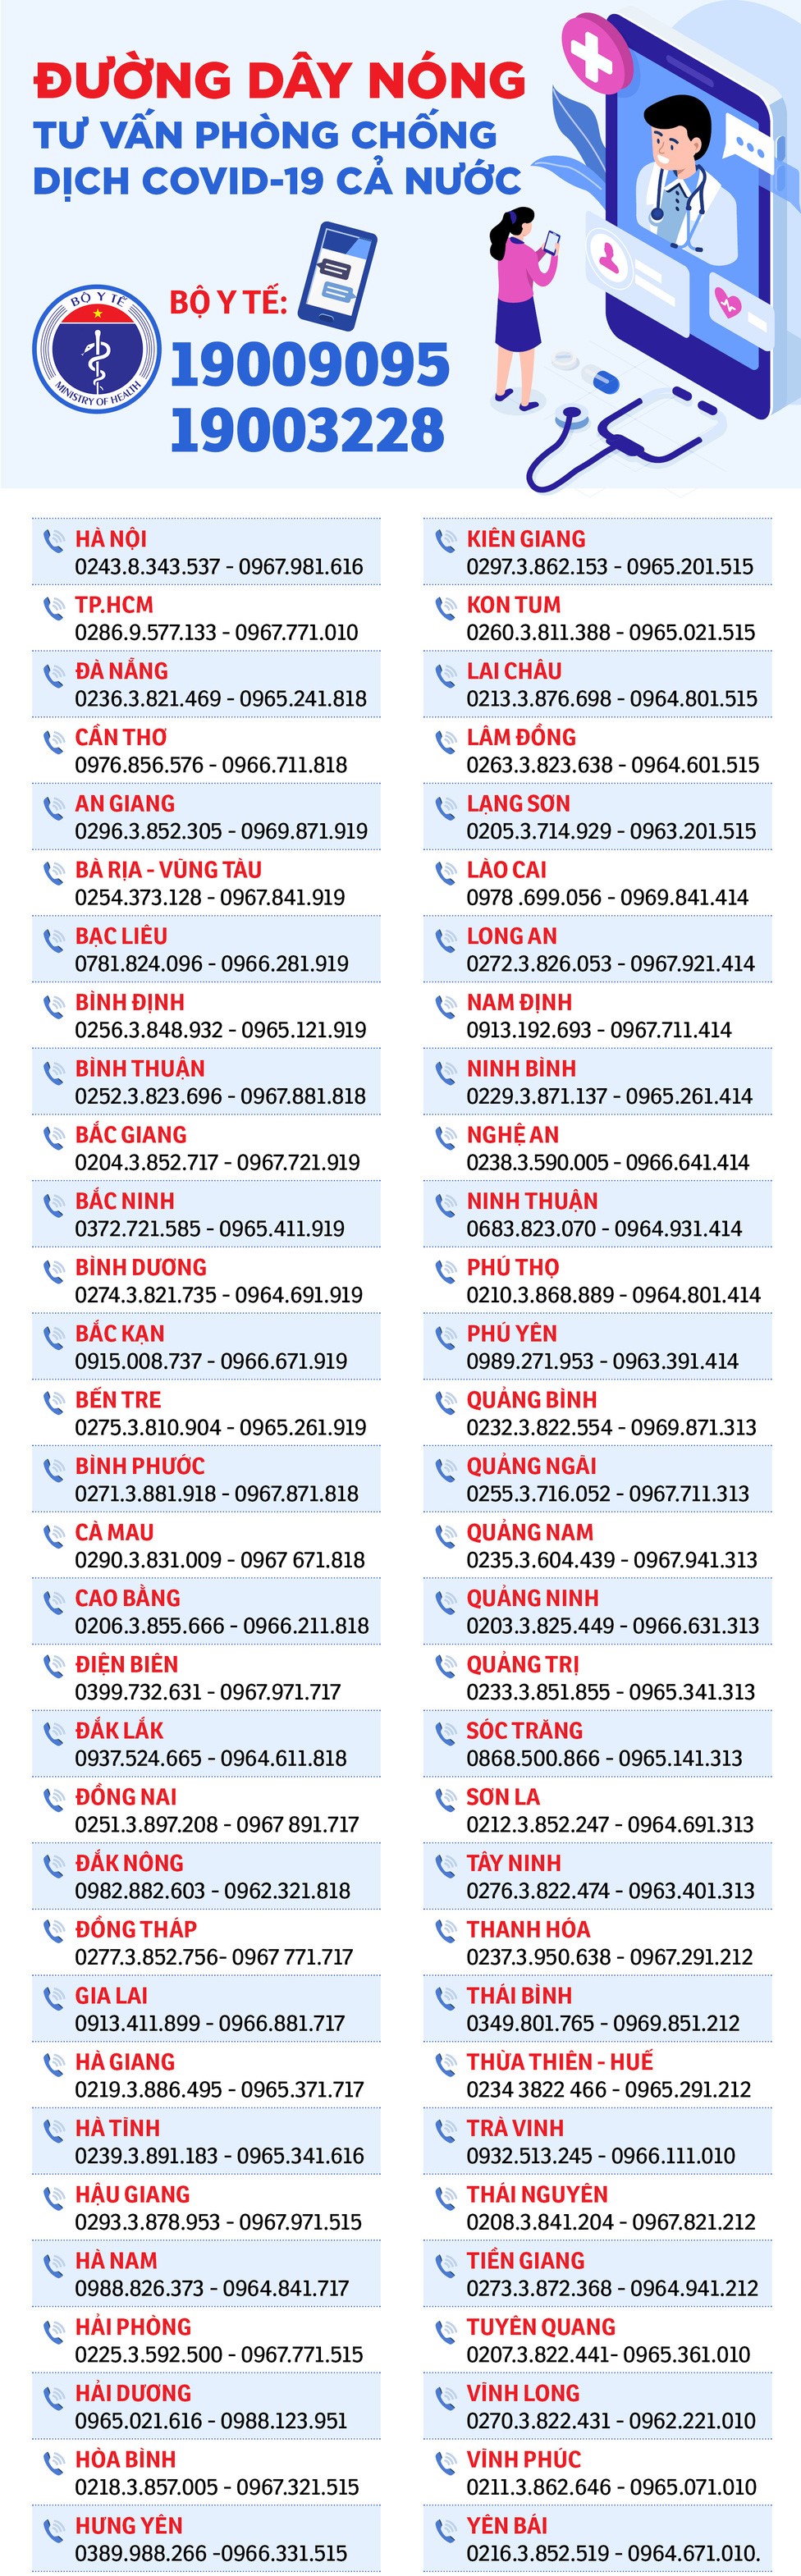 ĐƯỜNG DÂY NÓNG
TƯ VẤN PHÒNG CHỐNG
DỊCH COVID-19 CẢ NƯỚC
BỘ Y TẾ
MINISTRY OF HEALTH
BỘ Y TẾ:
19009095
19003228
HÀ NỘI
0243.8.343.537 - 0967.981.616
TP.HCM
0286.9.577.133 - 0967.771.010
ĐÀ NẴNG
0236.3.821.469 - 0965.241.818
CẦN THƠ
0976.856.576 - 0966.711.818
AN GIANG
0296.3.852.305 - 0969.871.919
BÀ RỊA - VŨNG TÀU
0254.373.128 - 0967.841.919
BẠC LIÊU
0781.824.096 - 0966.281.919
BÌNH ĐỊNH
0256.3.848.932 - 0965.121.919
BÌNH THUẬN
0252.3.823.696 - 0967.881.818
BẮC GIANG
0204.3.852.717 - 0967.721.919
BẮC NINH
0372.721.585 - 0965.411.919
BÌNH DƯƠNG
0274.3.821.735 - 0964.691.919
BẮC KẠN
0915.008.737 - 0966.671.919
BẾN TRE
0275.3.810.904 - 0965.261.919
BÌNH PHƯỚC
0271.3.881.918 - 0967.871.818
CÀ MAU
0290.3.831.009 - 0967 671.818
CAO BẰNG
0206.3.855.666 - 0966.211.818
ĐIỆN BIÊN
0399.732.631 - 0967.971.717
ĐẮK LẮK
0937.524.665 - 0964.611.818
ĐỒNG NAI
0251.3.897.208 - 0967 891.717
ĐẮK NÔNG
0982.882.603 - 0962.321.818
ĐỒNG THÁP
0277.3.852.756- 0967 771.717
GIA LAI
0913.411.899 - 0966.881.717
HÀ GIANG
0219.3.886.495 - 0965.371.717
HÀ TĨNH
0239.3.891.183 - 0965.341.616
HẬU GIANG
0293.3.878.953 - 0967.971.515
HÀ NAM
0988.826.373 - 0964.841.717
HẢI PHÒNG
0225.3.592.500 - 0967.771.515
HẢI DƯƠNG
0965.021.616 - 0988.123.951
HÒA BÌNH
0218.3.857.005 - 0967.321.515
HƯNG YÊN
0389.988.266 -0966.331.515
KIÊN GIANG
0297.3.862.153 - 0965.201.515
KON TUM
0260.3.811.388 - 0965.021.515
LAI CHÂU
0213.3.876.698 - 0964.801.515
LÂM ĐỒNG
0263.3.823.638 - 0964.601.515
LẠNG SƠN
0205.3.714.929 - 0963.201.515
LÀO CAI
0978 .699.056 - 0969.841.414
LONG AN
0272.3.826.053 - 0967.921.414
NAM ĐỊNH
0913.192.693 - 0967.711.414
NINH BÌNH
0229.3.871.137 - 0965.261.414
NGHỆ AN
0238.3.590.005 - 0966.641.414
NINH THUẬN
0683.823.070 - 0964.931.414
PHÚ THỌ
0210.3.868.889 - 0964.801.414
PHÚ YÊN
0989.271.953 - 0963.391.414
QUẢNG BÌNH
0232.3.822.554 - 0969.871.313
QUẢNG NGÃI
0255.3.716.052 - 0967.711.313
QUẢNG NAM
0235.3.604.439 - 0967.941.313
QUẢNG NINH
0203.3.825.449 - 0966.631.313
QUẢNG TRỊ
0233.3.851.855 - 0965.341.313
SÓC TRĂNG
0868.500.866 - 0965.141.313
SƠN LA
0212.3.852.247 - 0964.691.313
TÂY NINH
0276.3.822.474 - 0963.401.313
THANH HÓA
0237.3.950.638 - 0967.291.212
THÁI BÌNH
0349.801.765 - 0969.851.212
THỪA THIÊN - HUẾ
0234 3822 466 - 0965.291.212
TRÀ VINH
0932.513.245 - 0966.111.010
THÁI NGUYÊN
0208.3.841.204 - 0967.821.212
TIỀN GIANG
0273.3.872.368 - 0964.941.212
TUYÊN QUANG
0207.3.822.441- 0965.361.010
VĨNH LONG
0270.3.822.431 - 0962.221.010
VĨNH PHÚC
0211.3.862.646 - 0965.071.010
YÊN BÁI
0216.3.852.519 - 0964.671.010.